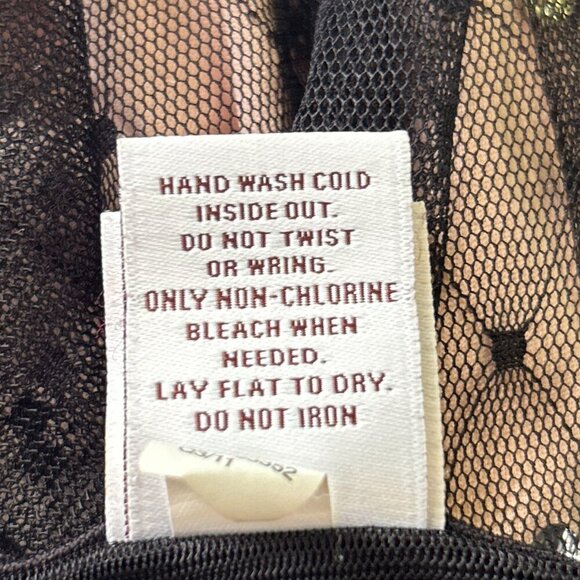 HAND WASH COLD
INSIDE OUT.
DO NOT TWIST
OR WRING.
ONLY NON-CHLORINE
BLEACH WHEN
NEEDED.
LAY FLAT TO DRY.
DO NOT IRON